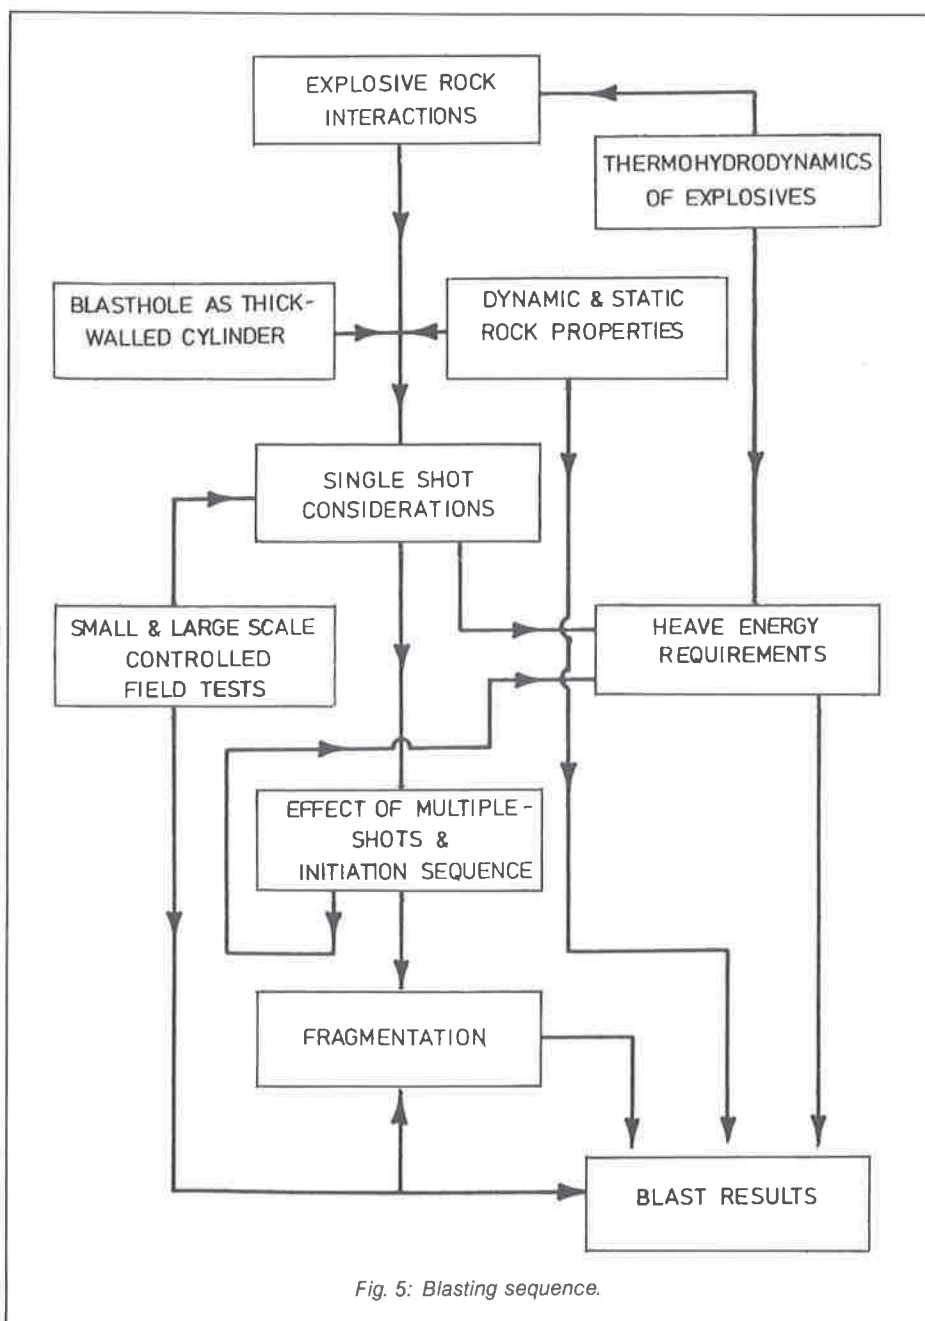 EXPLOSIVE ROCK
INTERACTIONS
THERMOHYDRODYNAMICS
OF EXPLOSIVES
BLASTHOLE AS THICK-
WALLED CYLINDER
DYNAMIC & STATIC
ROCK PROPERTIES
SINGLE SHOT
CONSIDERATIONS
SMALL & LARGE SCALE
CONTROLLED
FIELD TESTS
HEAVE ENERGY
REQUIREMENTS
EFFECT OF MULTIPLE-
SHOTS &
INITIATION SEQUENCE
FRAGMENTATION
BLAST RESULTS
Fig. 5: Blasting sequence.